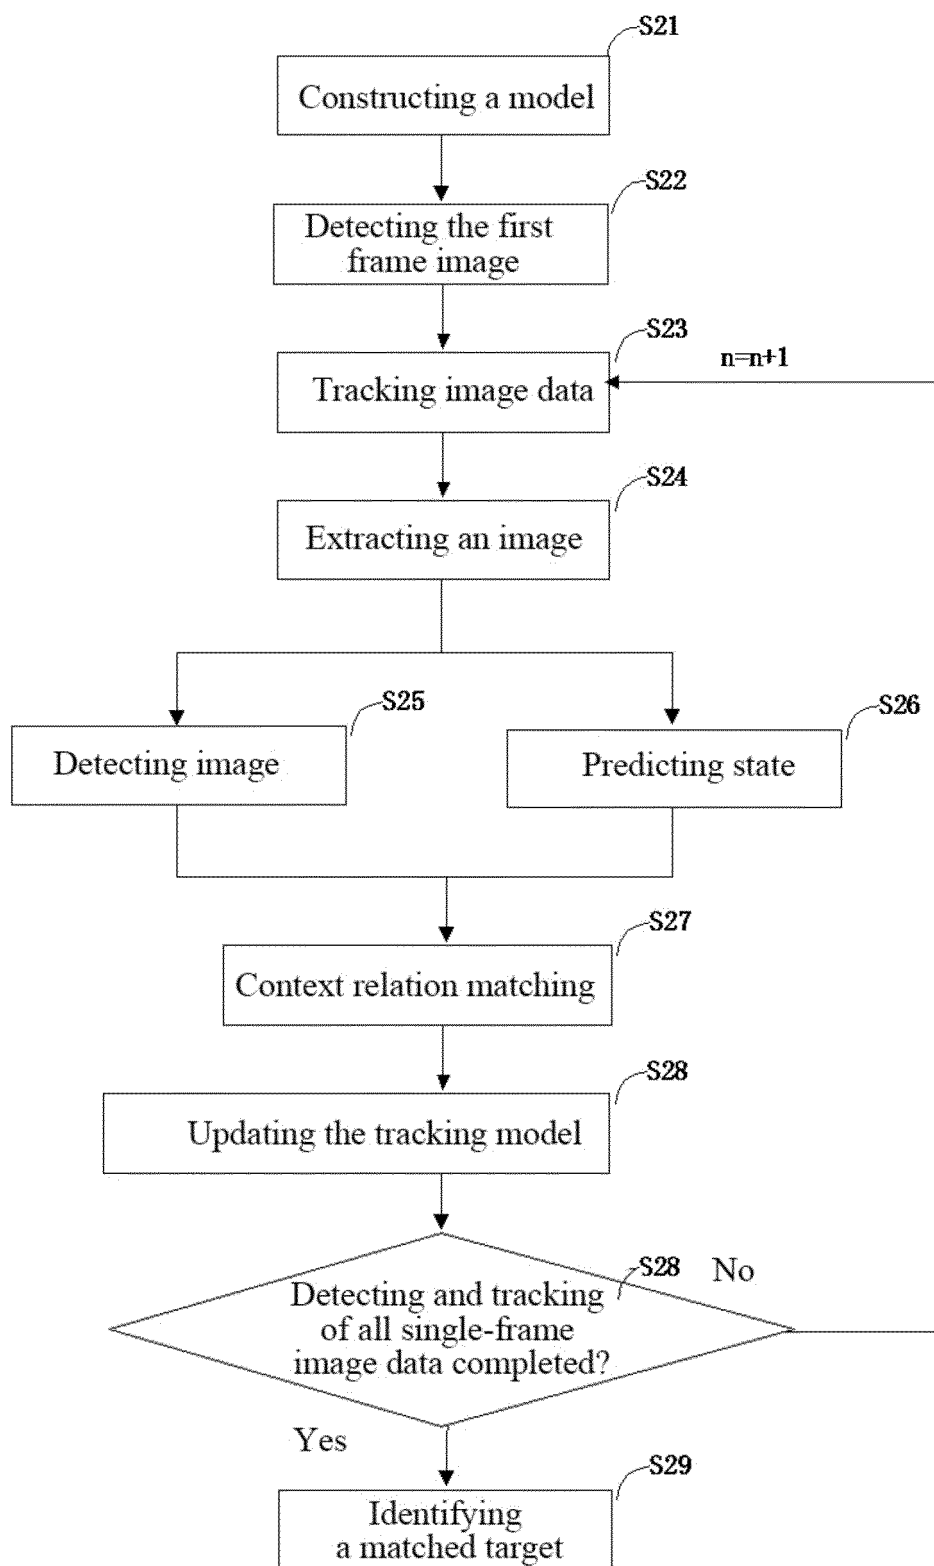 S21
Constructing a model
S22
Detecting the first
frame image
S23
n=n+1
Tracking image data
S24
Extracting an image
S25
S26
Detecting image
Predicting state
S27
Context relation matching
S28
Updating the tracking model
S28
No
Detecting and tracking
of all single-frame
image data completed?
Yes
S29
Identifying
a matched target